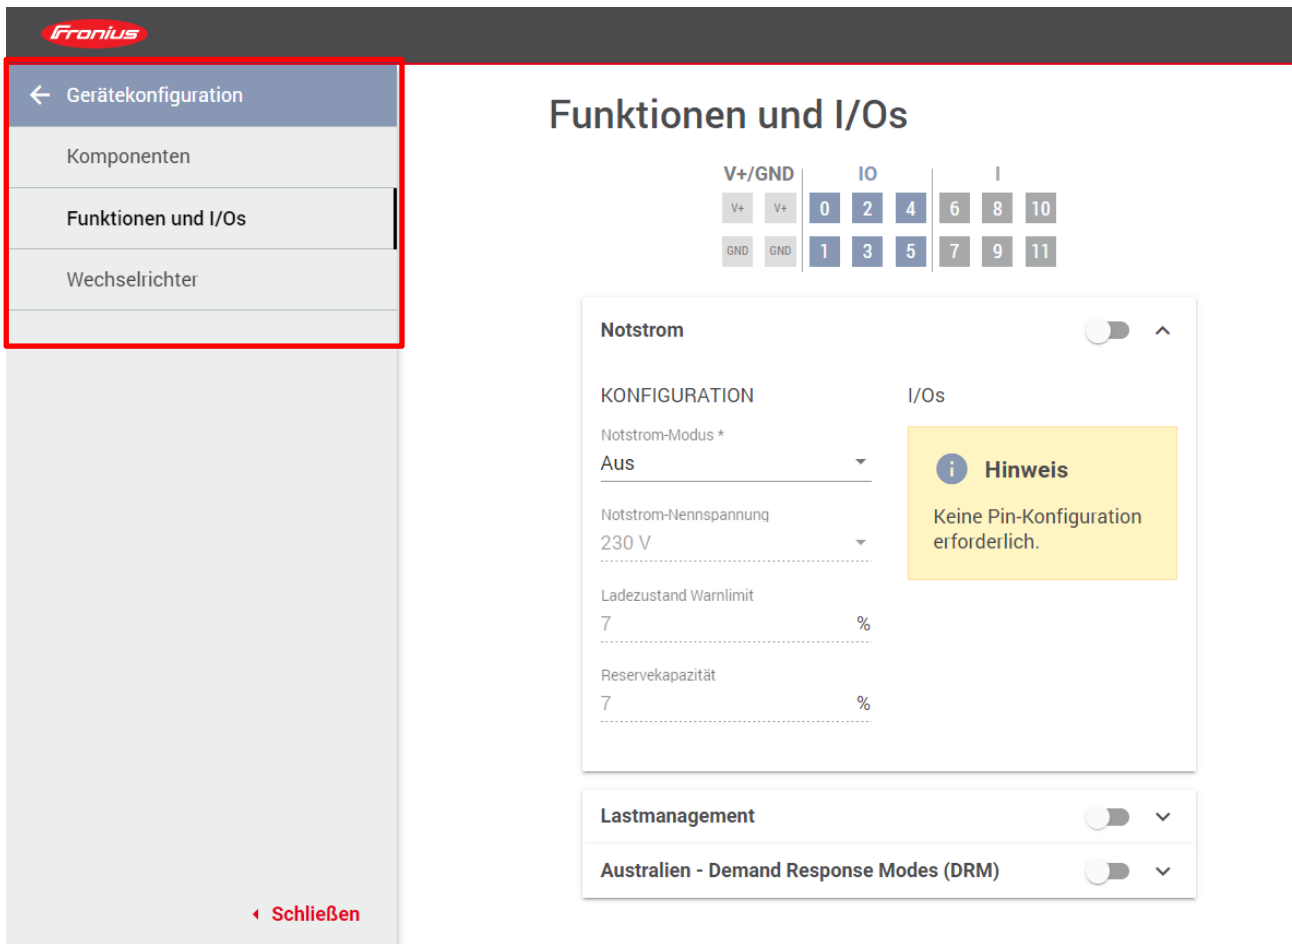 Fronius
Gerätekonfiguration
Komponenten
Funktionen und I/Os
Wechselrichter
Schließen
Funktionen und I/Os
V+/GND IO I
V+ V+ 0 2 4 6 8 10
GND GND 1 3 5 7 9 11
Notstrom
KONFIGURATION
Notstrom-Modus *
Aus
Notstrom-Nennspannung
230 V
Ladezustand Warnlimit
7 %
Reservekapazität
7 %
I/Os
Hinweis
Keine Pin-Konfiguration
erforderlich.
Lastmanagement
Australien - Demand Response Modes (DRM)